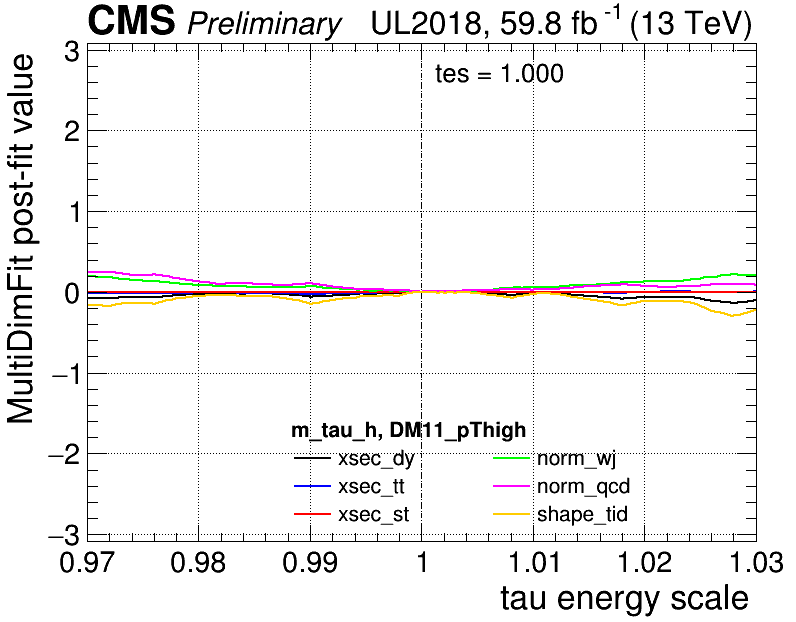 CMS Preliminary UL2018, 59.8 fb⁻¹ (13 TeV)
MultiDimFit post-fit value
3
2
1
0
−1
−2
−3
tes = 1.000
m_tau_h, DM11_pThigh
xsec_dy norm_wj
xsec_tt norm_qcd
xsec_st shape_tid
0.97 0.98 0.99 1 1.01 1.02 1.03
tau energy scale